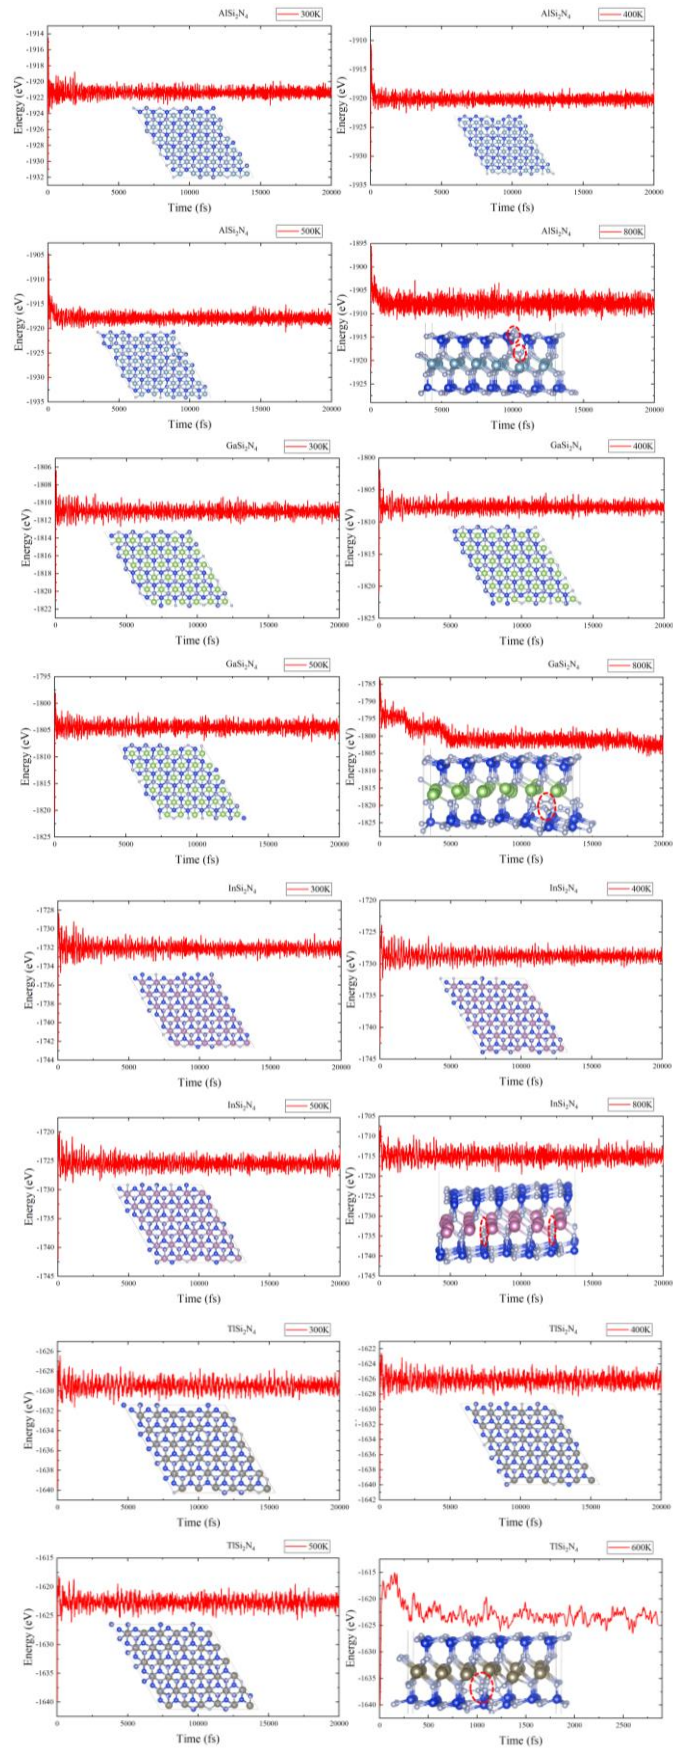 AlSi₂N₄ 300K
Energy (eV)
-1914
-1916
-1918
-1920
-1922
-1924
-1926
-1928
-1930
-1932
0 5000 10000 15000 20000
Time (fs)
AlSi₂N₄ 400K
Energy (eV)
-1910
-1915
-1920
-1925
-1930
-1935
0 5000 10000 15000 20000
Time (fs)
AlSi₂N₄ 500K
Energy (eV)
-1905
-1910
-1915
-1920
-1925
-1930
-1935
0 5000 10000 15000 20000
Time (fs)
AlSi₂N₄ 800K
Energy (eV)
-1895
-1900
-1905
-1910
-1915
-1920
-1925
0 5000 10000 15000 20000
Time (fs)
GaSi₂N₄ 300K
Energy (eV)
-1806
-1808
-1810
-1812
-1814
-1816
-1818
-1820
-1822
0 5000 10000 15000 20000
Time (fs)
GaSi₂N₄ 400K
Energy (eV)
-1800
-1805
-1815
-1820
-1825
0 5000 10000 15000 20000
Time (fs)
GaSi₂N₄ 500K
Energy (eV)
-1795
-1800
-1805
-1810
-1815
-1820
-1825
0 5000 10000 15000 20000
Time (fs)
GaSi₂N₄ 800K
Energy (eV)
-1785
-1790
-1795
-1800
-1805
-1810
-1815
-1820
-1825
0 5000 10000 15000 20000
Time (fs)
InSi₂N₄ 300K
Energy (eV)
-1728
-1730
-1732
-1734
-1736
-1738
-1740
-1742
-1744
0 5000 10000 15000 20000
Time (fs)
InSi₂N₄ 400K
Energy (eV)
-1720
-1725
-1730
-1735
-1740
-1745
0 5000 10000 15000 20000
Time (fs)
InSi₂N₄ 500K
Energy (eV)
-1720
-1725
-1730
-1735
-1740
-1745
0 5000 10000 15000 20000
Time (fs)
InSi₂N₄ 800K
Energy (eV)
-1705
-1710
-1715
-1720
-1725
-1730
-1735
-1740
-1745
0 5000 10000 15000 20000
Time (fs)
TlSi₂N₄ 300K
Energy (eV)
-1626
-1628
-1630
-1632
-1634
-1636
-1638
-1640
0 5000 10000 15000 20000
Time (fs)
TlSi₂N₄ 400K
Energy (eV)
-1622
-1624
-1626
-1628
-1630
-1632
-1634
-1636
-1638
-1640
-1642
0 5000 10000 15000 20000
Time (fs)
TlSi₂N₄ 500K
Energy (eV)
-1615
-1620
-1625
-1630
-1635
-1640
0 5000 10000 15000 20000
Time (fs)
TlSi₂N₄ 600K
Energy (eV)
-1615
-1620
-1625
-1630
-1635
-1640
0 500 1000 1500 2000 2500
Time (fs)